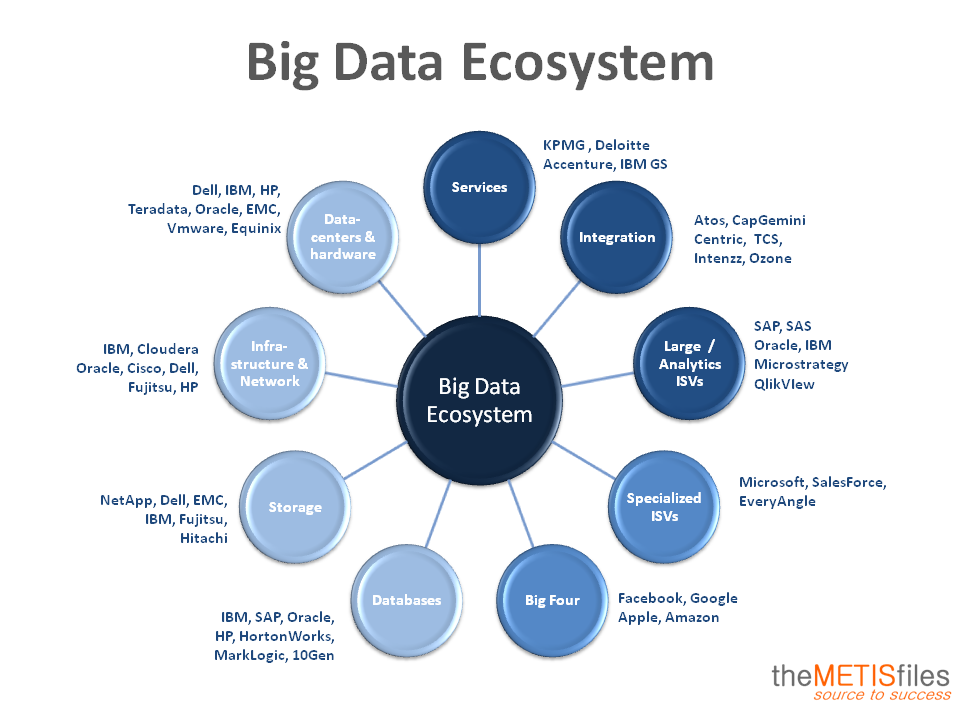 Big Data Ecosystem
Services
KPMG , Deloitte
Accenture, IBM GS
Integration
Atos, CapGemini
Centric, TCS,
Intenzz, Ozone
Large /
Analytics
ISVs
SAP, SAS
Oracle, IBM
Microstrategy
QlikVIew
Specialized
ISVs
Microsoft, SalesForce,
EveryAngle
Big Four
Facebook, Google
Apple, Amazon
Databases
IBM, SAP, Oracle,
HP, HortonWorks,
MarkLogic, 10Gen
Storage
NetApp, Dell, EMC,
IBM, Fujitsu,
Hitachi
Infra-
structure &
Network
IBM, Cloudera
Oracle, Cisco, Dell,
Fujitsu, HP
Data-
centers &
hardware
Dell, IBM, HP,
Teradata, Oracle, EMC,
Vmware, Equinix
Big Data
Ecosystem
theMETISfiles
source to success